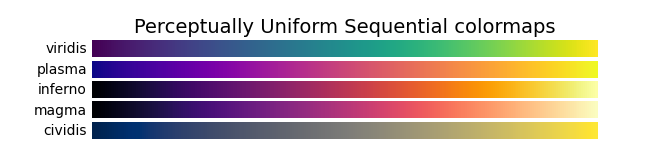 Perceptually Uniform Sequential colormaps
viridis
plasma
inferno
magma
cividis